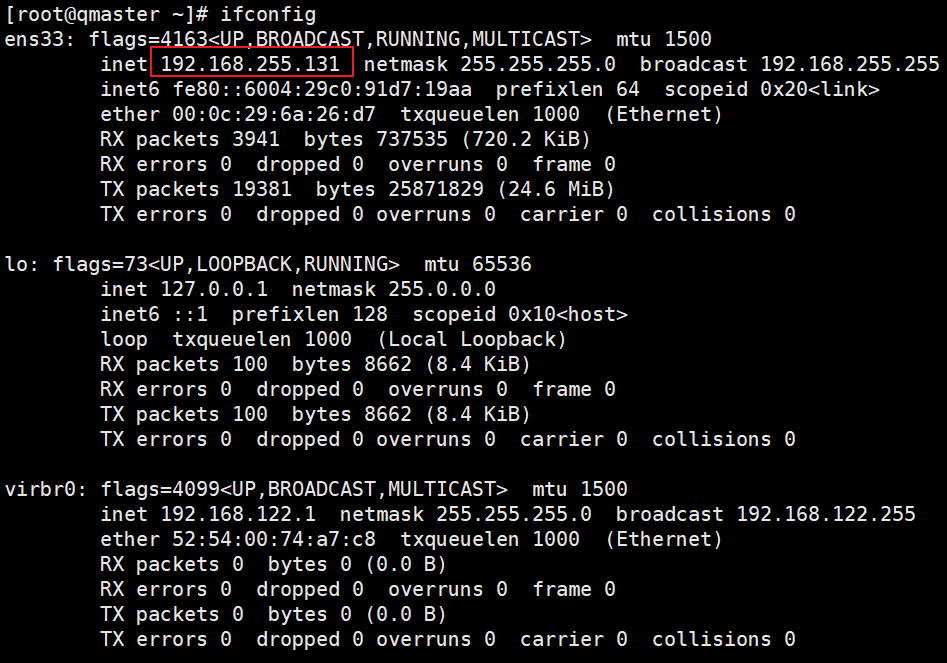 [root@qmaster ~]# ifconfig
ens33: flags=4163<UP,BROADCAST,RUNNING,MULTICAST>  mtu 1500
        inet 192.168.255.131  netmask 255.255.255.0  broadcast 192.168.255.255
        inet6 fe80::6004:29c0:91d7:19aa  prefixlen 64  scopeid 0x20<link>
        ether 00:0c:29:6a:26:d7  txqueuelen 1000  (Ethernet)
        RX packets 3941  bytes 737535 (720.2 KiB)
        RX errors 0  dropped 0  overruns 0  frame 0
        TX packets 19381  bytes 25871829 (24.6 MiB)
        TX errors 0  dropped 0 overruns 0  carrier 0  collisions 0

lo: flags=73<UP,LOOPBACK,RUNNING>  mtu 65536
        inet 127.0.0.1  netmask 255.0.0.0
        inet6 ::1  prefixlen 128  scopeid 0x10<host>
        loop  txqueuelen 1000  (Local Loopback)
        RX packets 100  bytes 8662 (8.4 KiB)
        RX errors 0  dropped 0  overruns 0  frame 0
        TX packets 100  bytes 8662 (8.4 KiB)
        TX errors 0  dropped 0 overruns 0  carrier 0  collisions 0

virbr0: flags=4099<UP,BROADCAST,MULTICAST>  mtu 1500
        inet 192.168.122.1  netmask 255.255.255.0  broadcast 192.168.122.255
        ether 52:54:00:74:a7:c8  txqueuelen 1000  (Ethernet)
        RX packets 0  bytes 0 (0.0 B)
        RX errors 0  dropped 0  overruns 0  frame 0
        TX packets 0  bytes 0 (0.0 B)
        TX errors 0  dropped 0 overruns 0  carrier 0  collisions 0